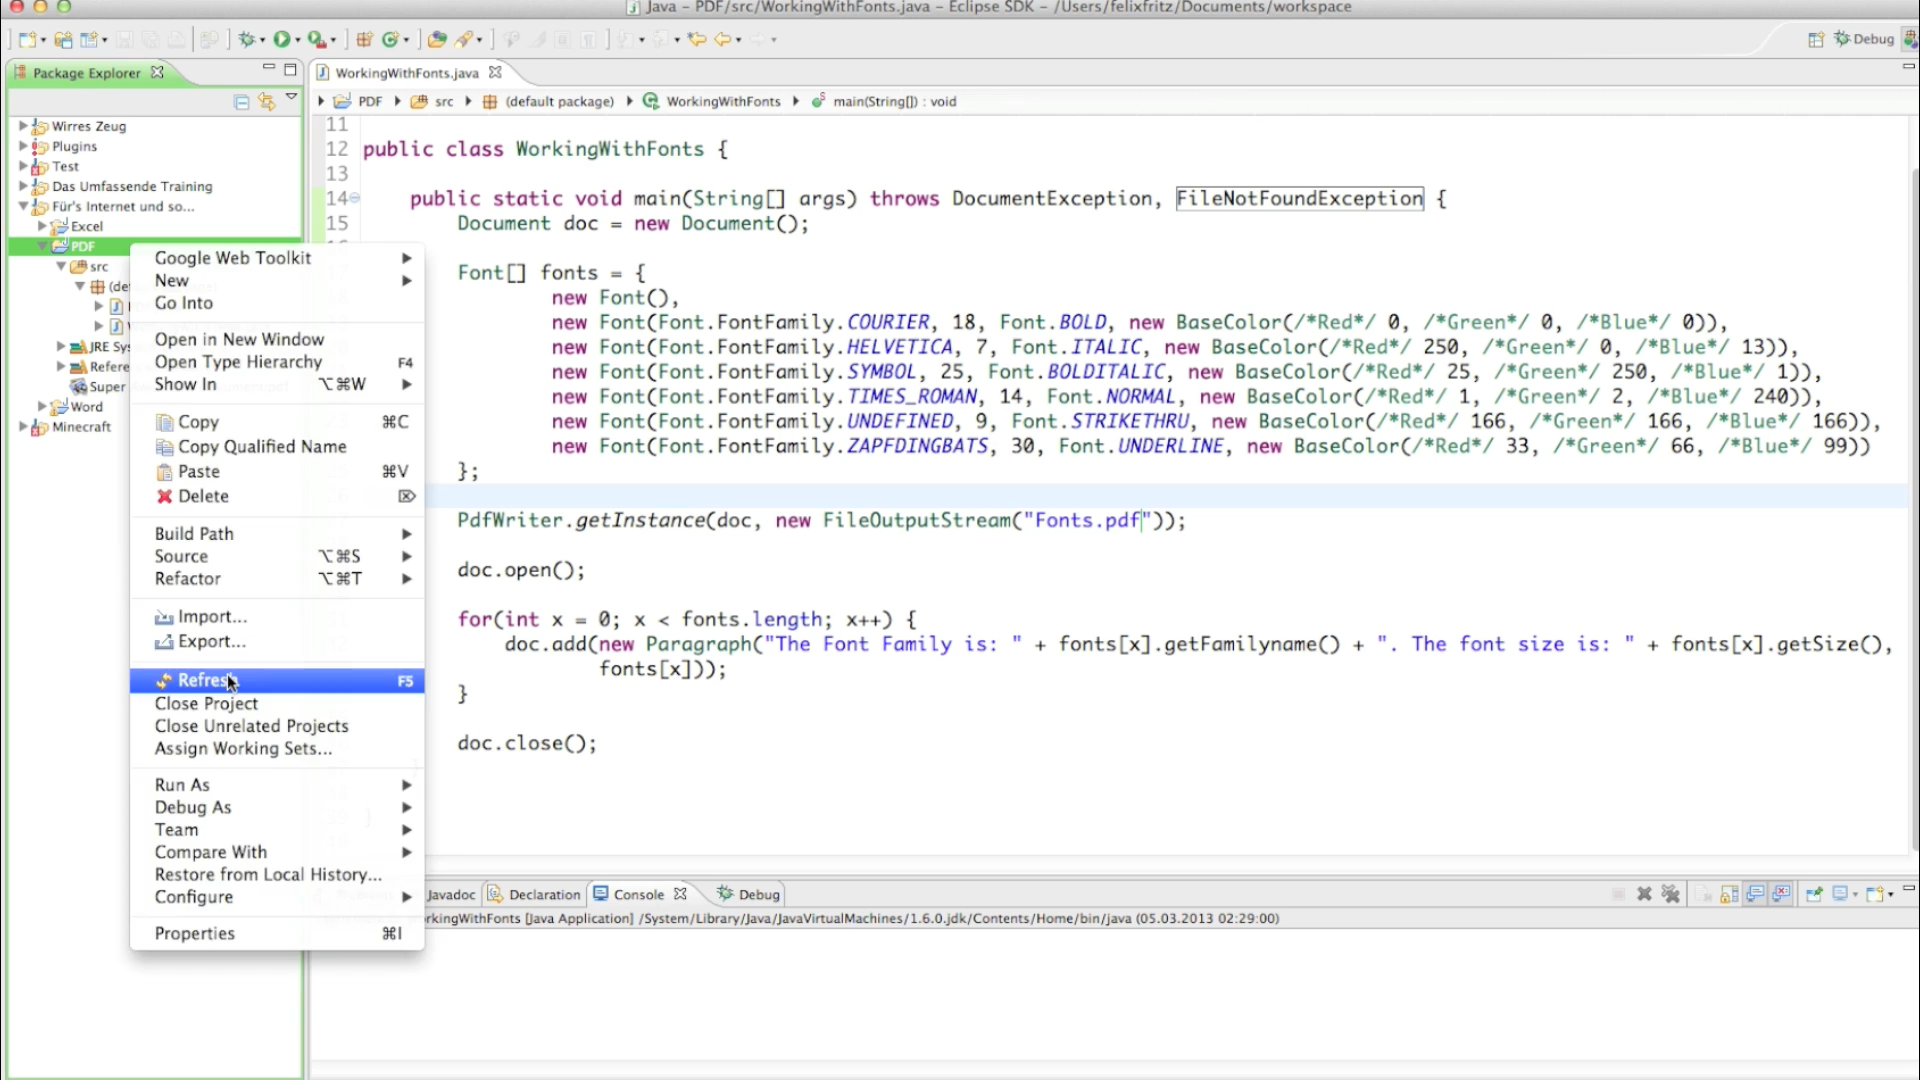 Java – PDF/src/WorkingWithFonts.java – Eclipse SDK – /Users/felixfritz/Documents/workspace
Debug
Package Explorer
WorkingWithFonts.java
PDF src (default package) WorkingWithFonts main(String[]) : void
Wirres Zeug
Plugins
Test
Das Umfassende Training
Für's Internet und so...
Excel
PDF
src
(de
JRE Sys
Refere
Super
Word
Minecraft
Google Web Toolkit
New
Go Into
Open in New Window
Open Type Hierarchy F4
Show In ⌥⌘W
Copy ⌘C
Copy Qualified Name
Paste ⌘V
Delete ⌦
Build Path
Source ⌥⌘S
Refactor ⌥⌘T
Import...
Export...
Refresh F5
Close Project
Close Unrelated Projects
Assign Working Sets...
Run As
Debug As
Team
Compare With
Restore from Local History...
Configure
Properties ⌘I
11
12 public class WorkingWithFonts {
13
14 public static void main(String[] args) throws DocumentException, FileNotFoundException {
15 Document doc = new Document();
Font[] fonts = {
new Font(),
new Font(Font.FontFamily.COURIER, 18, Font.BOLD, new BaseColor(/*Red*/ 0, /*Green*/ 0, /*Blue*/ 0)),
new Font(Font.FontFamily.HELVETICA, 7, Font.ITALIC, new BaseColor(/*Red*/ 250, /*Green*/ 0, /*Blue*/ 13)),
new Font(Font.FontFamily.SYMBOL, 25, Font.BOLDITALIC, new BaseColor(/*Red*/ 25, /*Green*/ 250, /*Blue*/ 1)),
new Font(Font.FontFamily.TIMES_ROMAN, 14, Font.NORMAL, new BaseColor(/*Red*/ 1, /*Green*/ 2, /*Blue*/ 240)),
new Font(Font.FontFamily.UNDEFINED, 9, Font.STRIKETHRU, new BaseColor(/*Red*/ 166, /*Green*/ 166, /*Blue*/ 166)),
new Font(Font.FontFamily.ZAPFDINGBATS, 30, Font.UNDERLINE, new BaseColor(/*Red*/ 33, /*Green*/ 66, /*Blue*/ 99))
};
PdfWriter.getInstance(doc, new FileOutputStream("Fonts.pdf"));
doc.open();
for(int x = 0; x < fonts.length; x++) {
doc.add(new Paragraph("The Font Family is: " + fonts[x].getFamilyname() + ". The font size is: " + fonts[x].getSize(),
fonts[x]));
}
doc.close();
Javadoc Declaration Console Debug
rkingWithFonts [Java Application] /System/Library/Java/JavaVirtualMachines/1.6.0.jdk/Contents/Home/bin/java (05.03.2013 02:29:00)